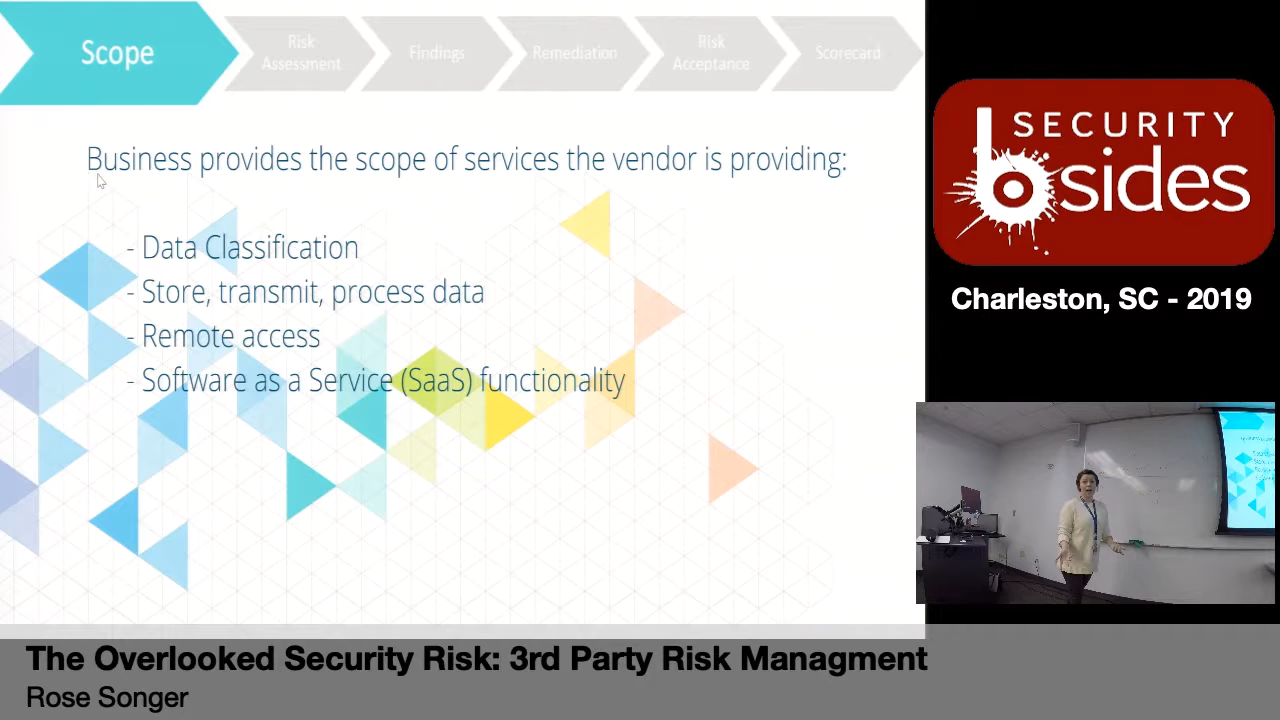 Scope
Risk
Assessment
Findings
Remediation
Risk
Acceptance
Scorecard
Business provides the scope of services the vendor is providing:
- Data Classification
- Store, transmit, process data
- Remote access
- Software as a Service (SaaS) functionality
SECURITY
bsides
Charleston, SC - 2019
The Overlooked Security Risk: 3rd Party Risk Managment
Rose Songer